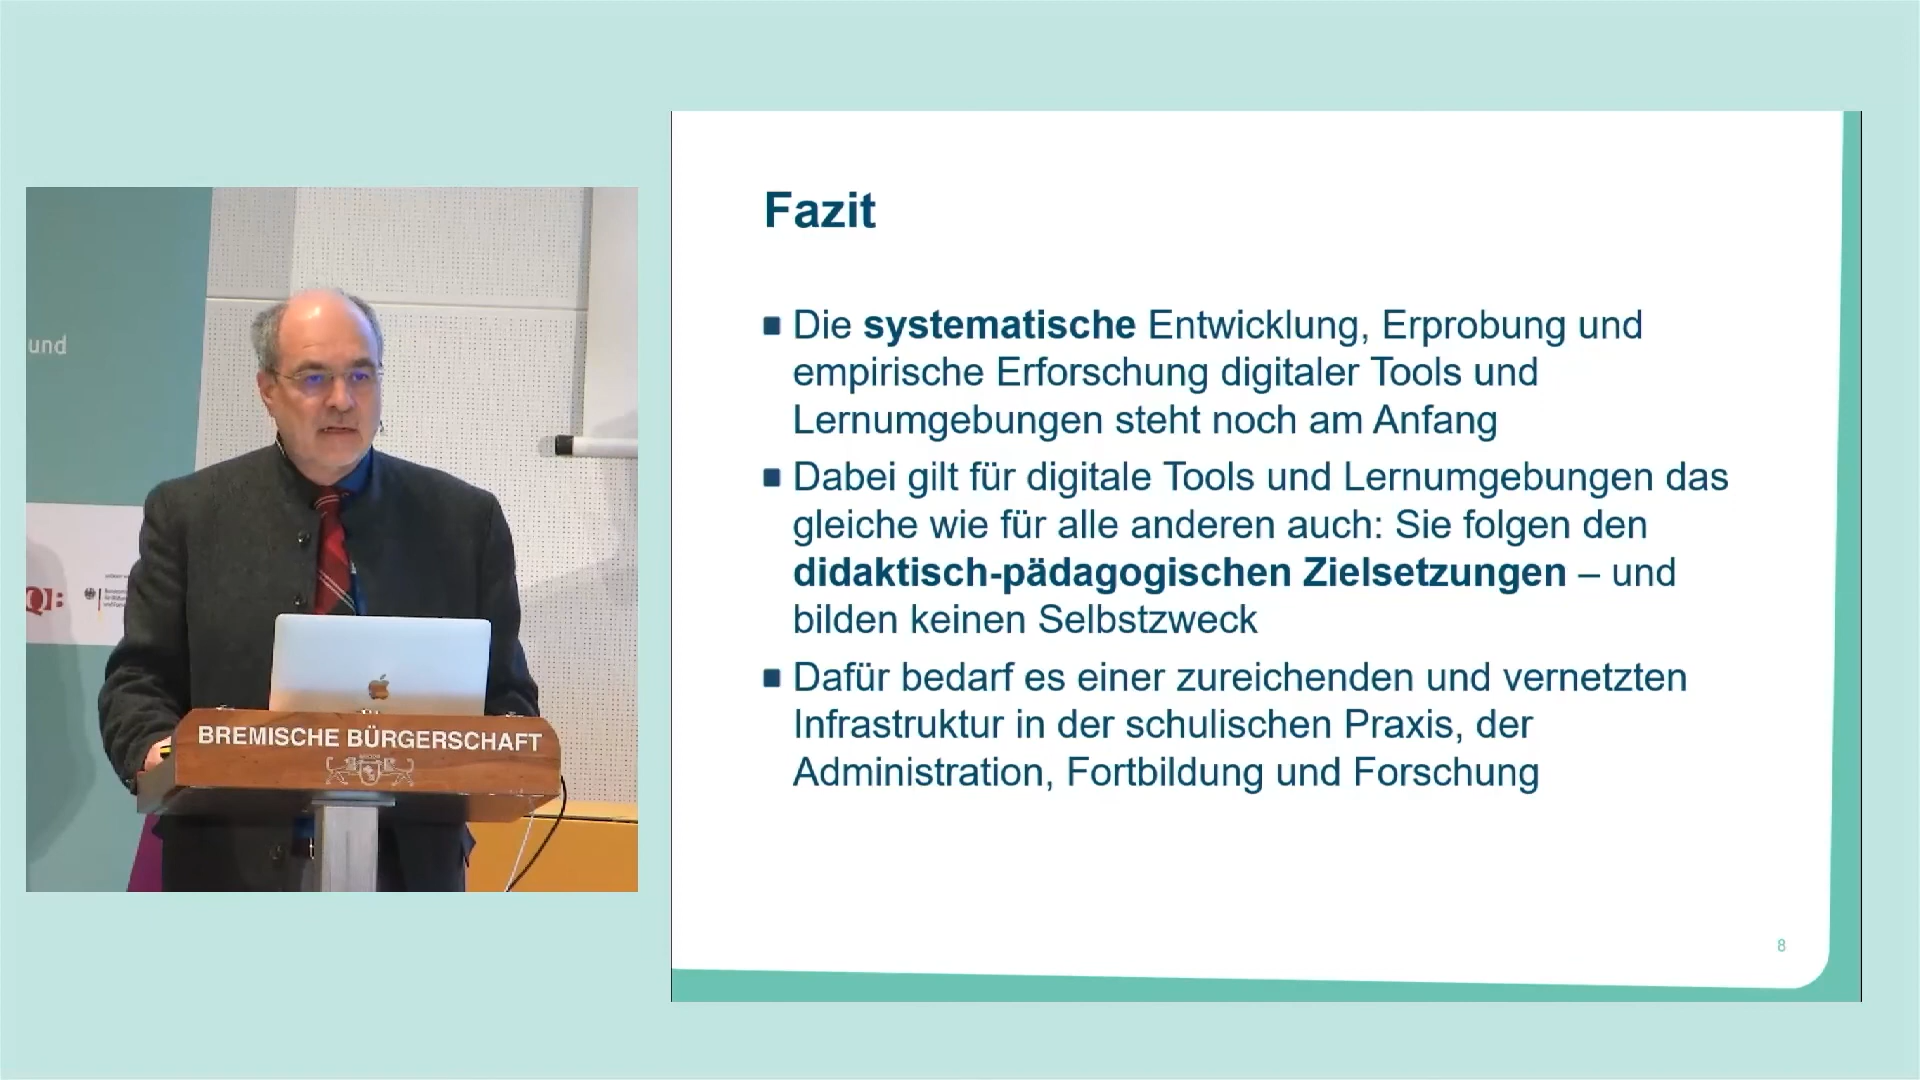 und
QB
BREMISCHE BÜRGERSCHAFT
Fazit
Die systematische Entwicklung, Erprobung und
empirische Erforschung digitaler Tools und
Lernumgebungen steht noch am Anfang
Dabei gilt für digitale Tools und Lernumgebungen das
gleiche wie für alle anderen auch: Sie folgen den
didaktisch-pädagogischen Zielsetzungen – und
bilden keinen Selbstzweck
Dafür bedarf es einer zureichenden und vernetzten
Infrastruktur in der schulischen Praxis, der
Administration, Fortbildung und Forschung
8